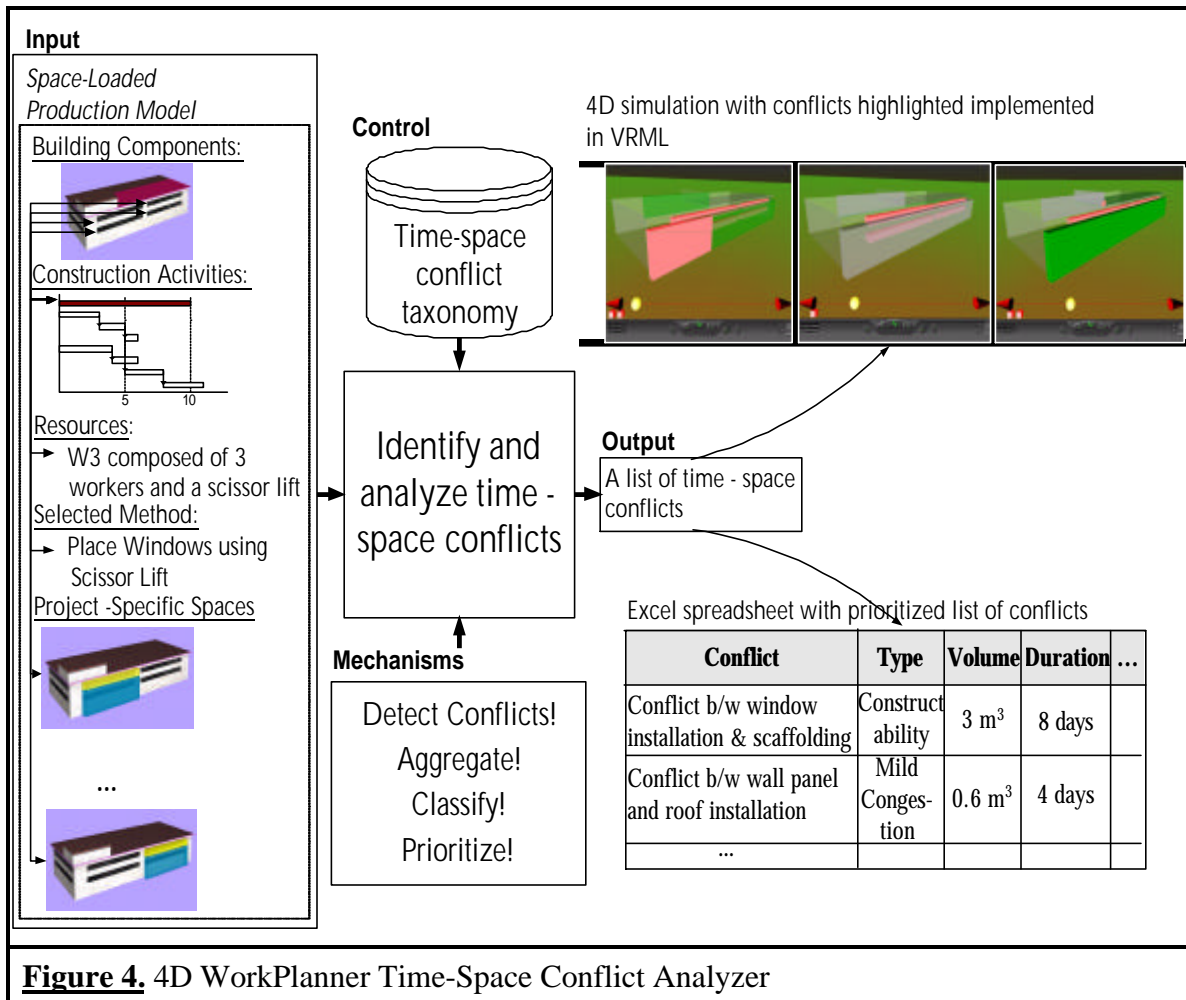 Input
Space-Loaded
Production Model
Building Components:
Construction Activities:
5 10
Resources:
W3 composed of 3
workers and a scissor lift
Selected Method:
Place Windows using
Scissor Lift
Project -Specific Spaces
...
Control
Time-space
conflict
taxonomy
Identify and
analyze time -
space conflicts
Mechanisms
Detect Conflicts!
Aggregate!
Classify!
Prioritize!
Output
A list of time - space
conflicts
4D simulation with conflicts highlighted implemented
in VRML
Excel spreadsheet with prioritized list of conflicts
Conflict Type Volume Duration ...
Conflict b/w window
installation & scaffolding
Construct
ability
3 m³
8 days
Conflict b/w wall panel
and roof installation
Mild
Conges-
tion
0.6 m³
4 days
...
Figure 4. 4D WorkPlanner Time-Space Conflict Analyzer